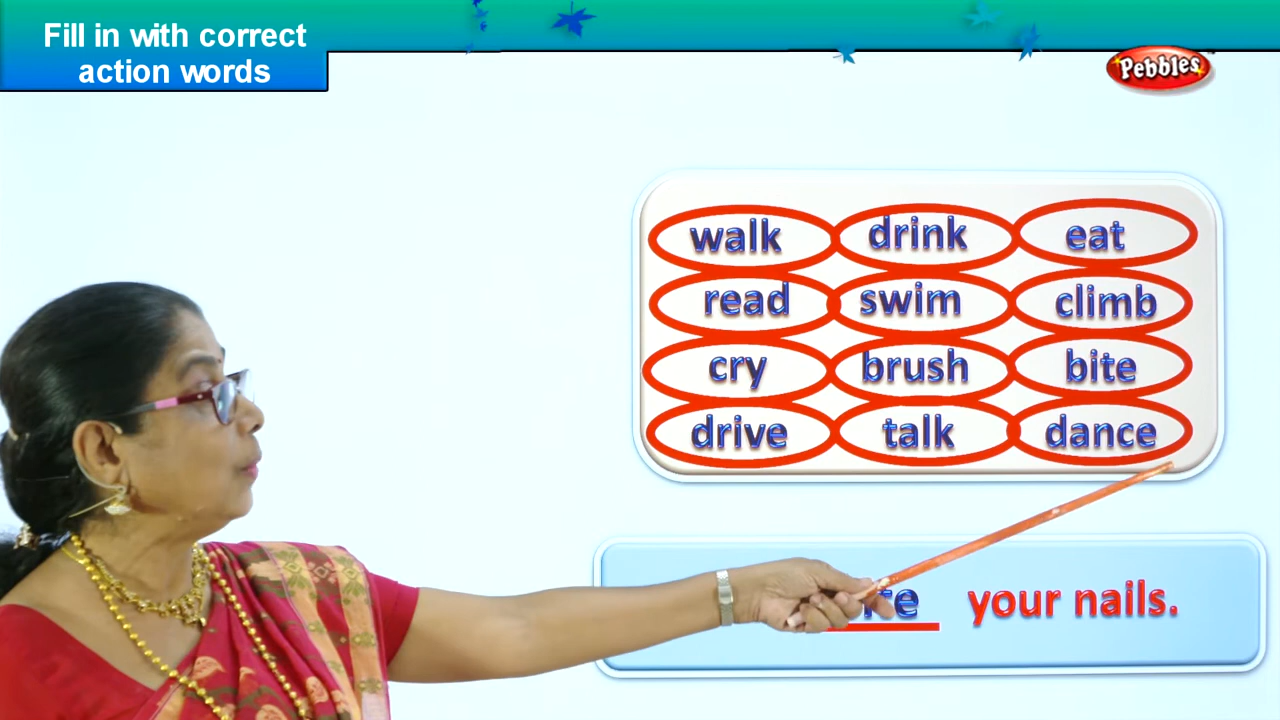 Fill in with correct
action words
Pebbles
walk drink eat
read swim climb
cry brush bite
drive talk dance
your nails.